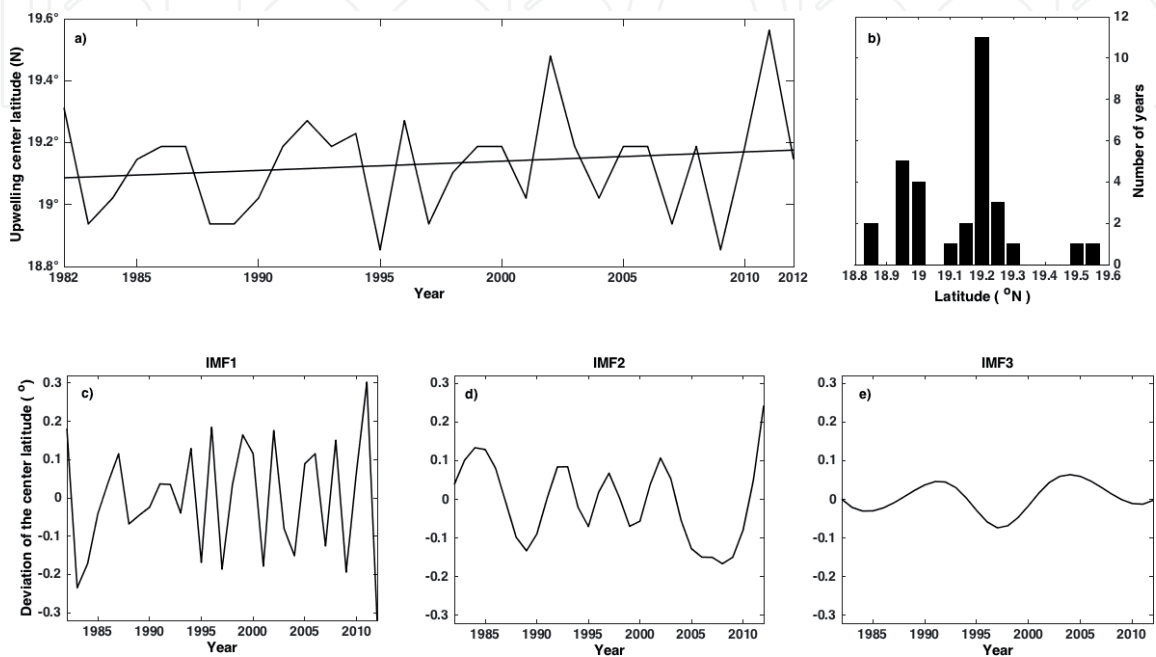 a)
Upwelling center latitude (N)
19.6°
19.4°
19.2°
19°
18.8°
1982 1985 1990 1995 2000 2005 2010 2012
Year
b)
12
10
8
6
4
2
0
Number of years
18.8 18.9 19 19.1 19.2 19.3 19.4 19.5 19.6
Latitude ( °N )
IMF1
c)
Deviation of the center latitude ( °)
0.3
0.2
0.1
0
-0.1
-0.2
-0.3
1985 1990 1995 2000 2005 2010
Year
IMF2
d)
0.3
0.2
0.1
0
-0.1
-0.2
-0.3
1985 1990 1995 2000 2005 2010
Year
IMF3
e)
0.3
0.2
0.1
0
-0.1
-0.2
-0.3
1985 1990 1995 2000 2005 2010
Year